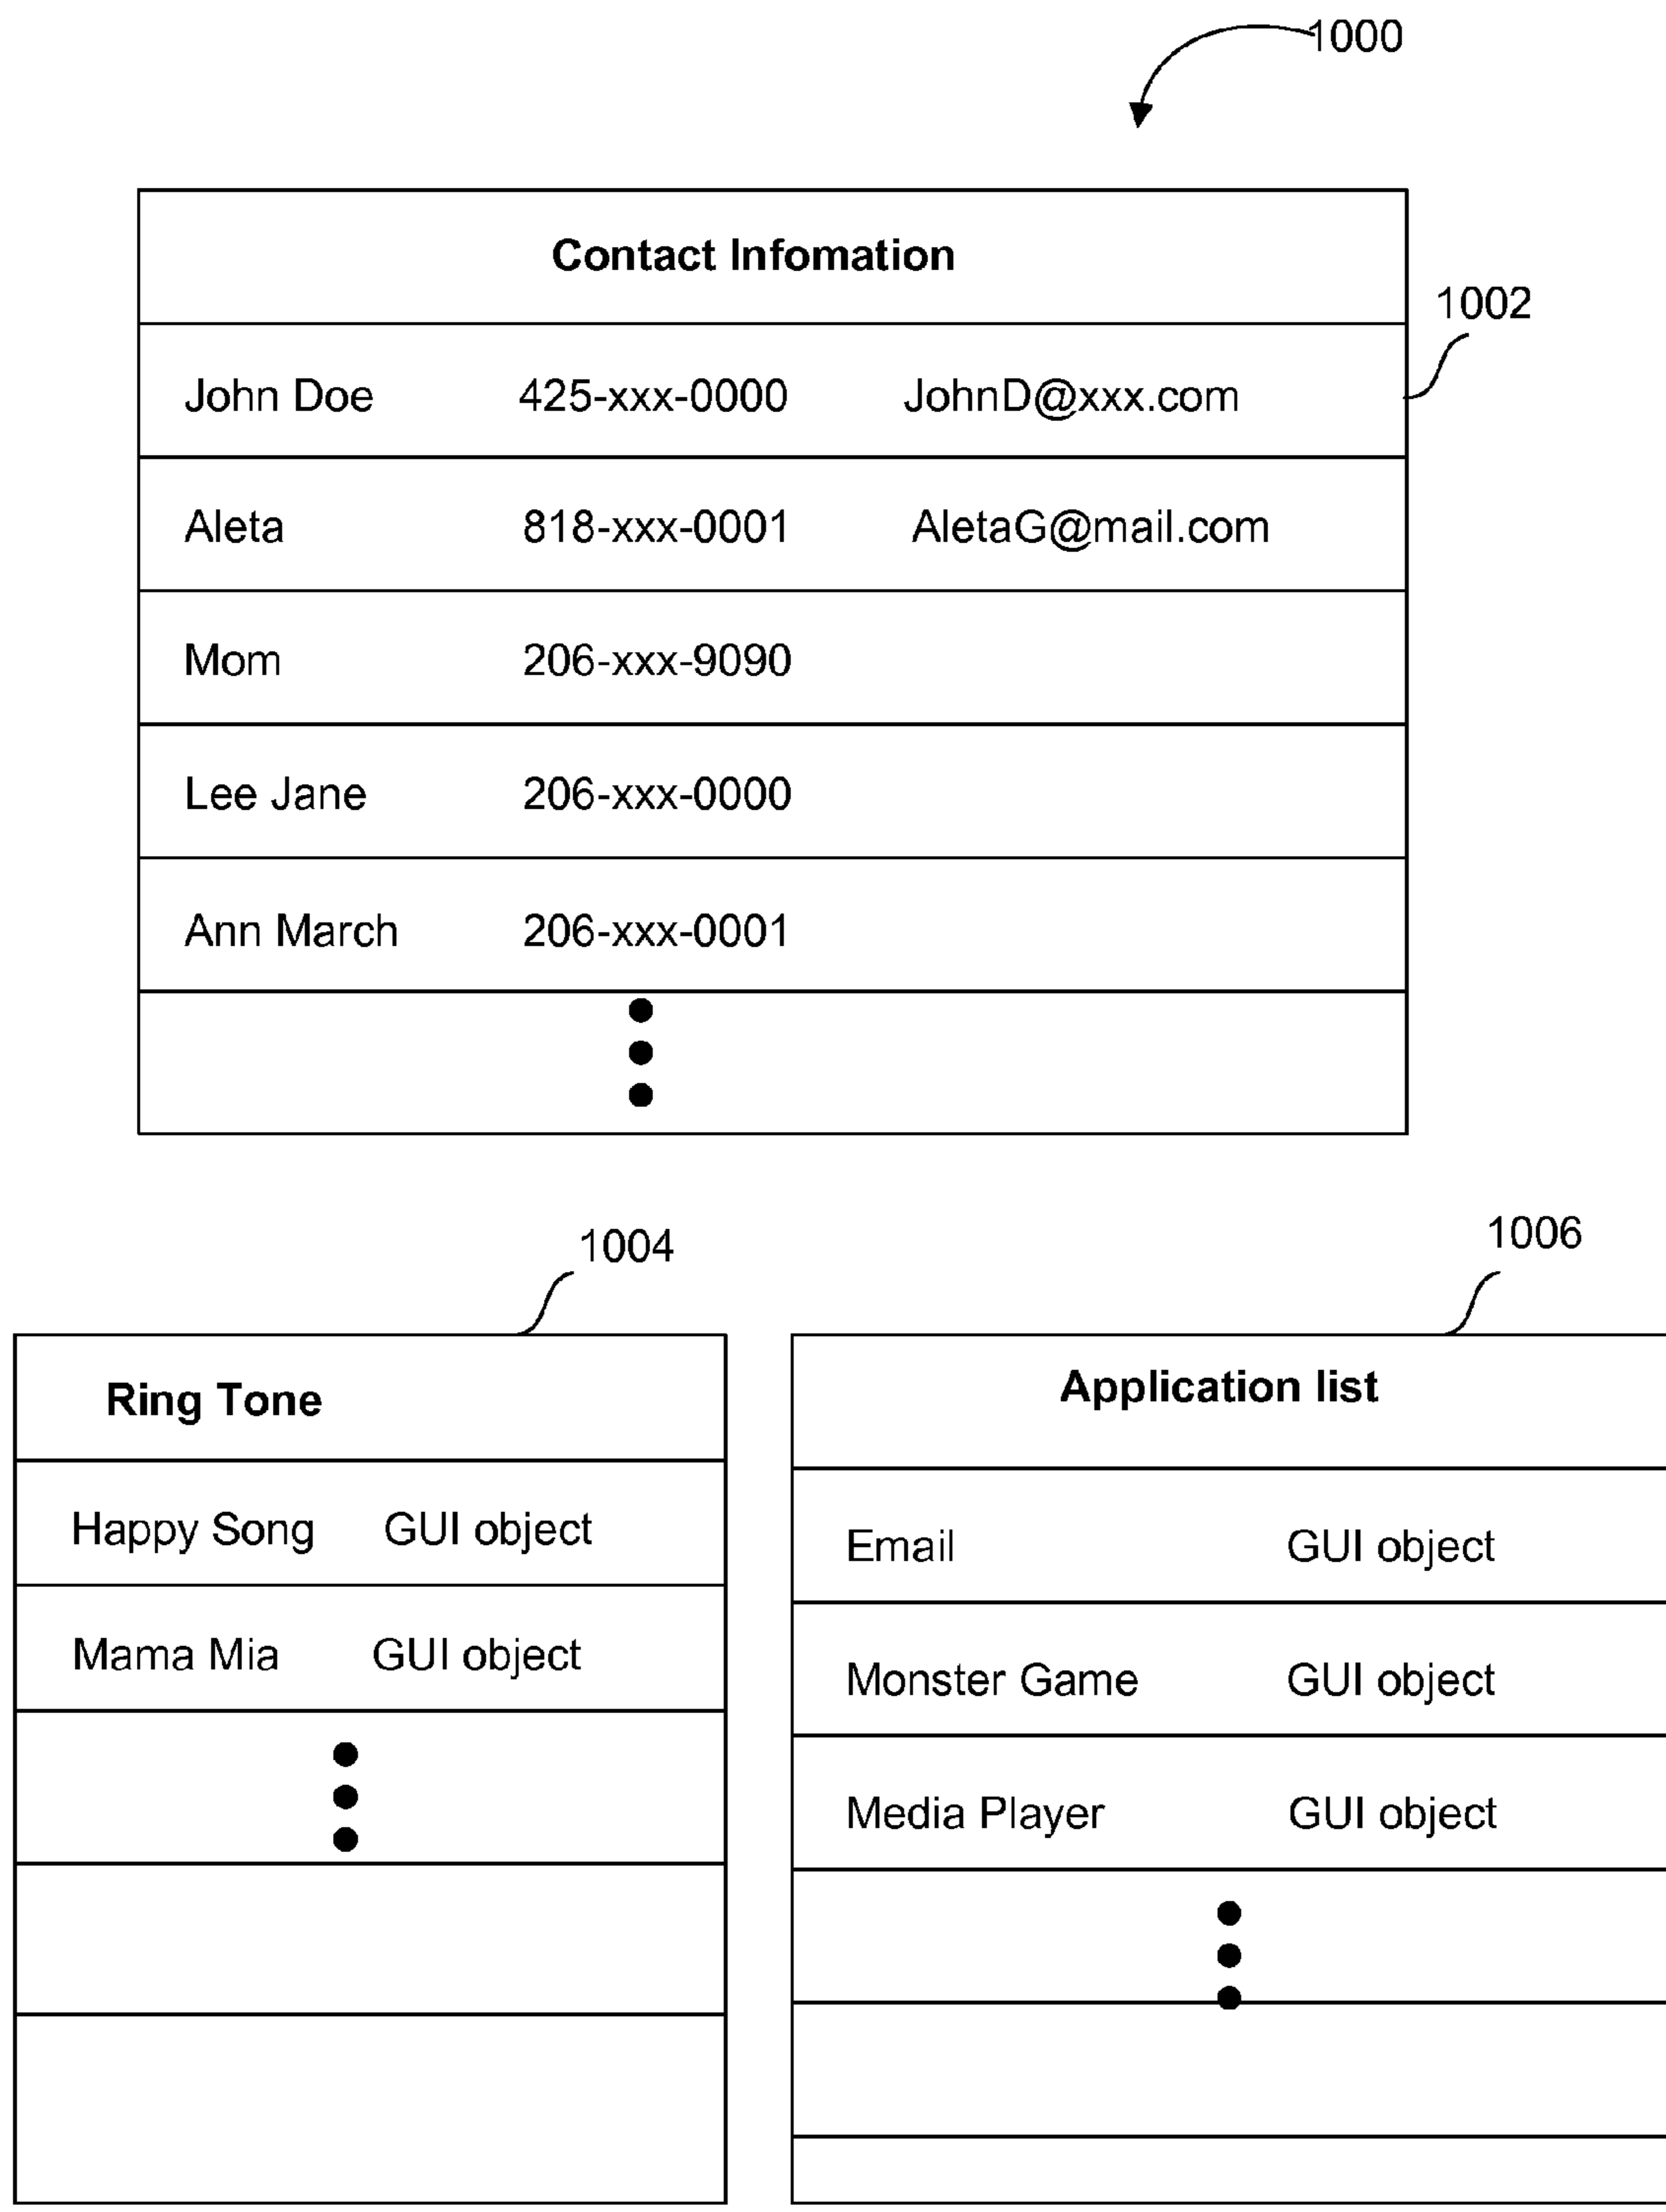 1000
Contact Infomation
1002
John Doe 425-xxx-0000 JohnD@xxx.com
Aleta 818-xxx-0001 AletaG@mail.com
Mom 206-xxx-9090
Lee Jane 206-xxx-0000
Ann March 206-xxx-0001
1004
1006
Ring Tone
Happy Song GUI object
Mama Mia GUI object
Application list
Email GUI object
Monster Game GUI object
Media Player GUI object